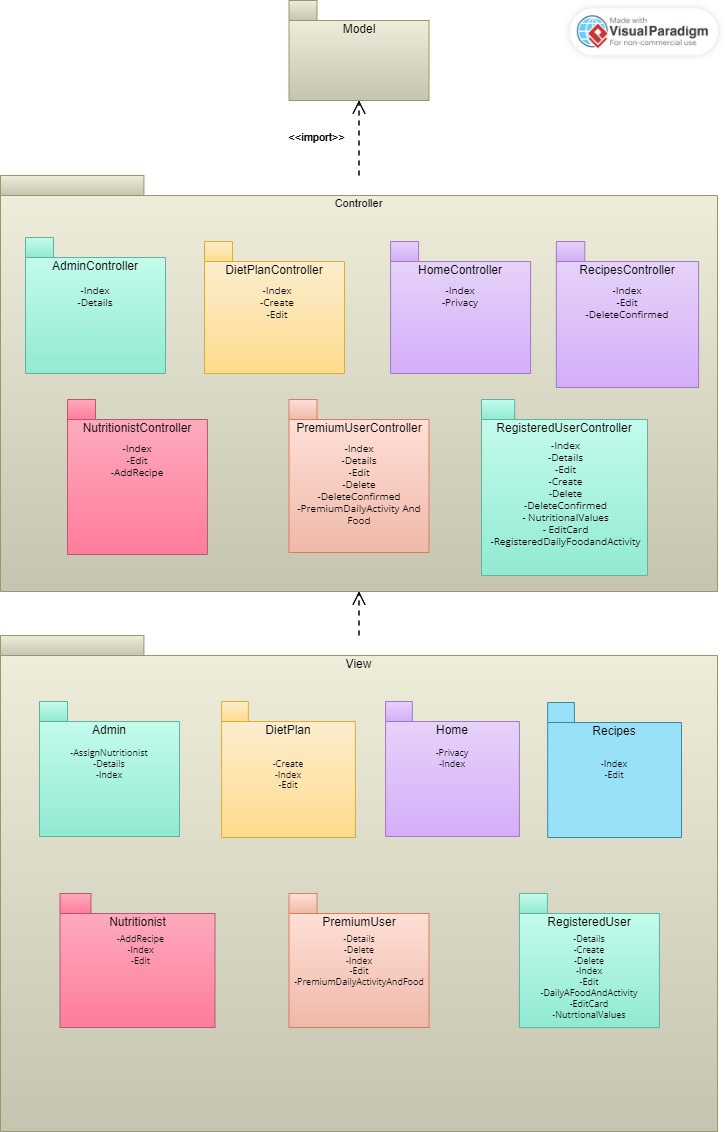 Model
Made with
VisualParadigm
For non-commercial use
<<import>>
Controller
AdminController
-Index
-Details
DietPlanController
-Index
-Create
-Edit
HomeController
-Index
-Privacy
RecipesController
-Index
-Edit
-DeleteConfirmed
NutritionistController
-Index
-Edit
-AddRecipe
PremiumUserController
-Index
-Details
-Edit
-Delete
-DeleteConfirmed
-PremiumDailyActivity And
Food
RegisteredUserController
-Index
-Details
-Edit
-Create
-Delete
-DeleteConfirmed
- NutritionalValues
- EditCard
-RegisteredDailyFoodandActivity
View
Admin
-AssignNutritionist
-Details
-Index
DietPlan
-Create
-Index
-Edit
Home
-Privacy
-Index
Recipes
-Index
-Edit
Nutritionist
-AddRecipe
-Index
-Edit
PremiumUser
-Details
-Delete
-Index
-Edit
-PremiumDailyActivityAndFood
RegisteredUser
-Details
-Create
-Delete
-Index
-Edit
-DailyAFoodAndActivity
-EditCard
-NutrtionalValues